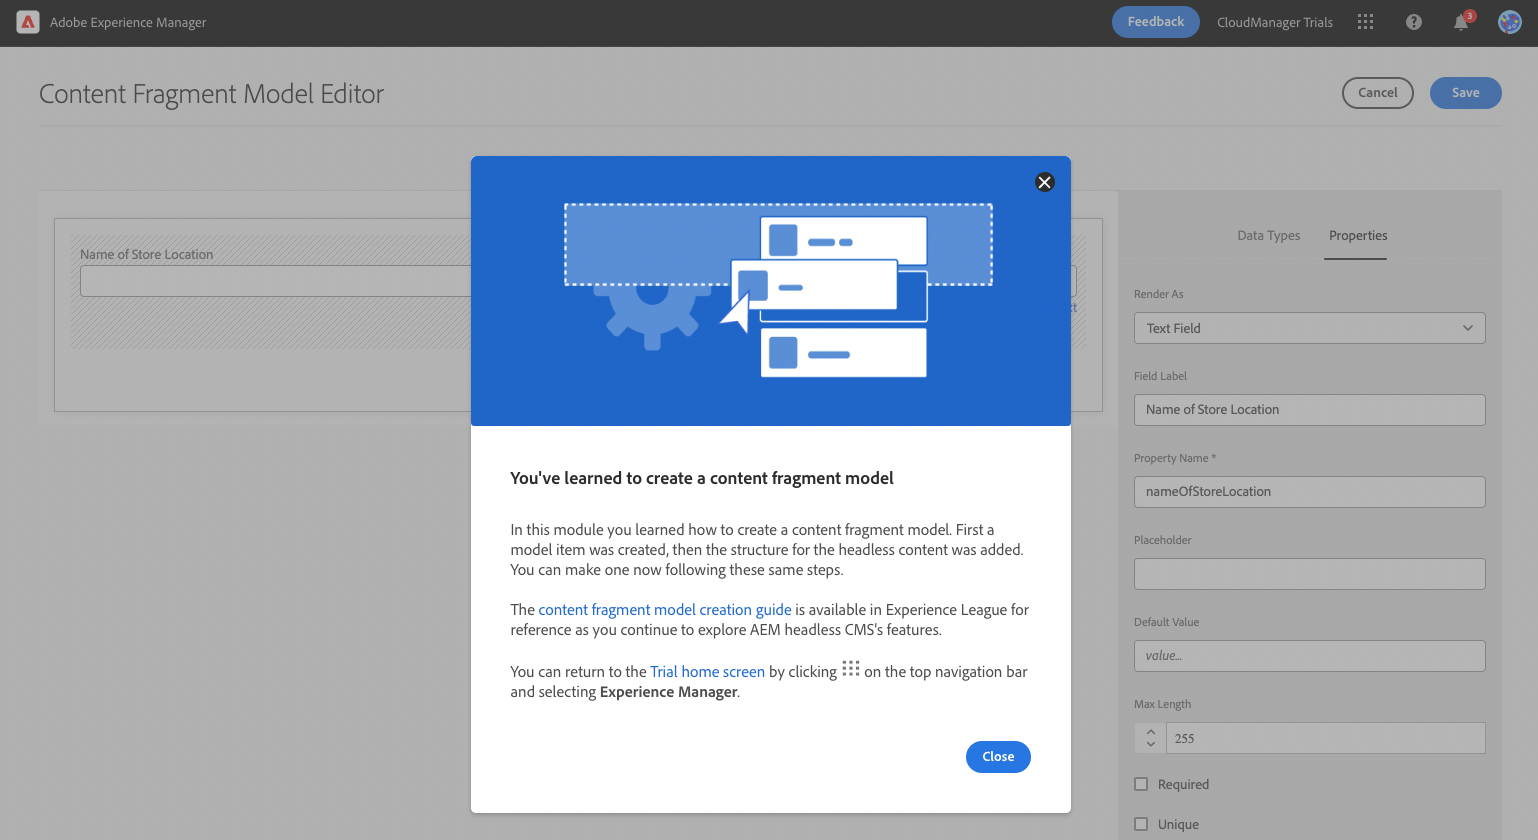 Adobe Experience Manager
Feedback
CloudManager Trials
3
Content Fragment Model Editor
Cancel
Save
Name of Store Location
Data Types
Properties
Render As
Text Field
Field Label
Name of Store Location
Property Name *
nameOfStoreLocation
Placeholder
Default Value
value...
Max Length
255
Required
Unique
You've learned to create a content fragment model
In this module you learned how to create a content fragment model. First a
model item was created, then the structure for the headless content was added.
You can make one now following these same steps.
The content fragment model creation guide is available in Experience League for
reference as you continue to explore AEM headless CMS's features.
You can return to the Trial home screen by clicking on the top navigation bar
and selecting Experience Manager.
Close